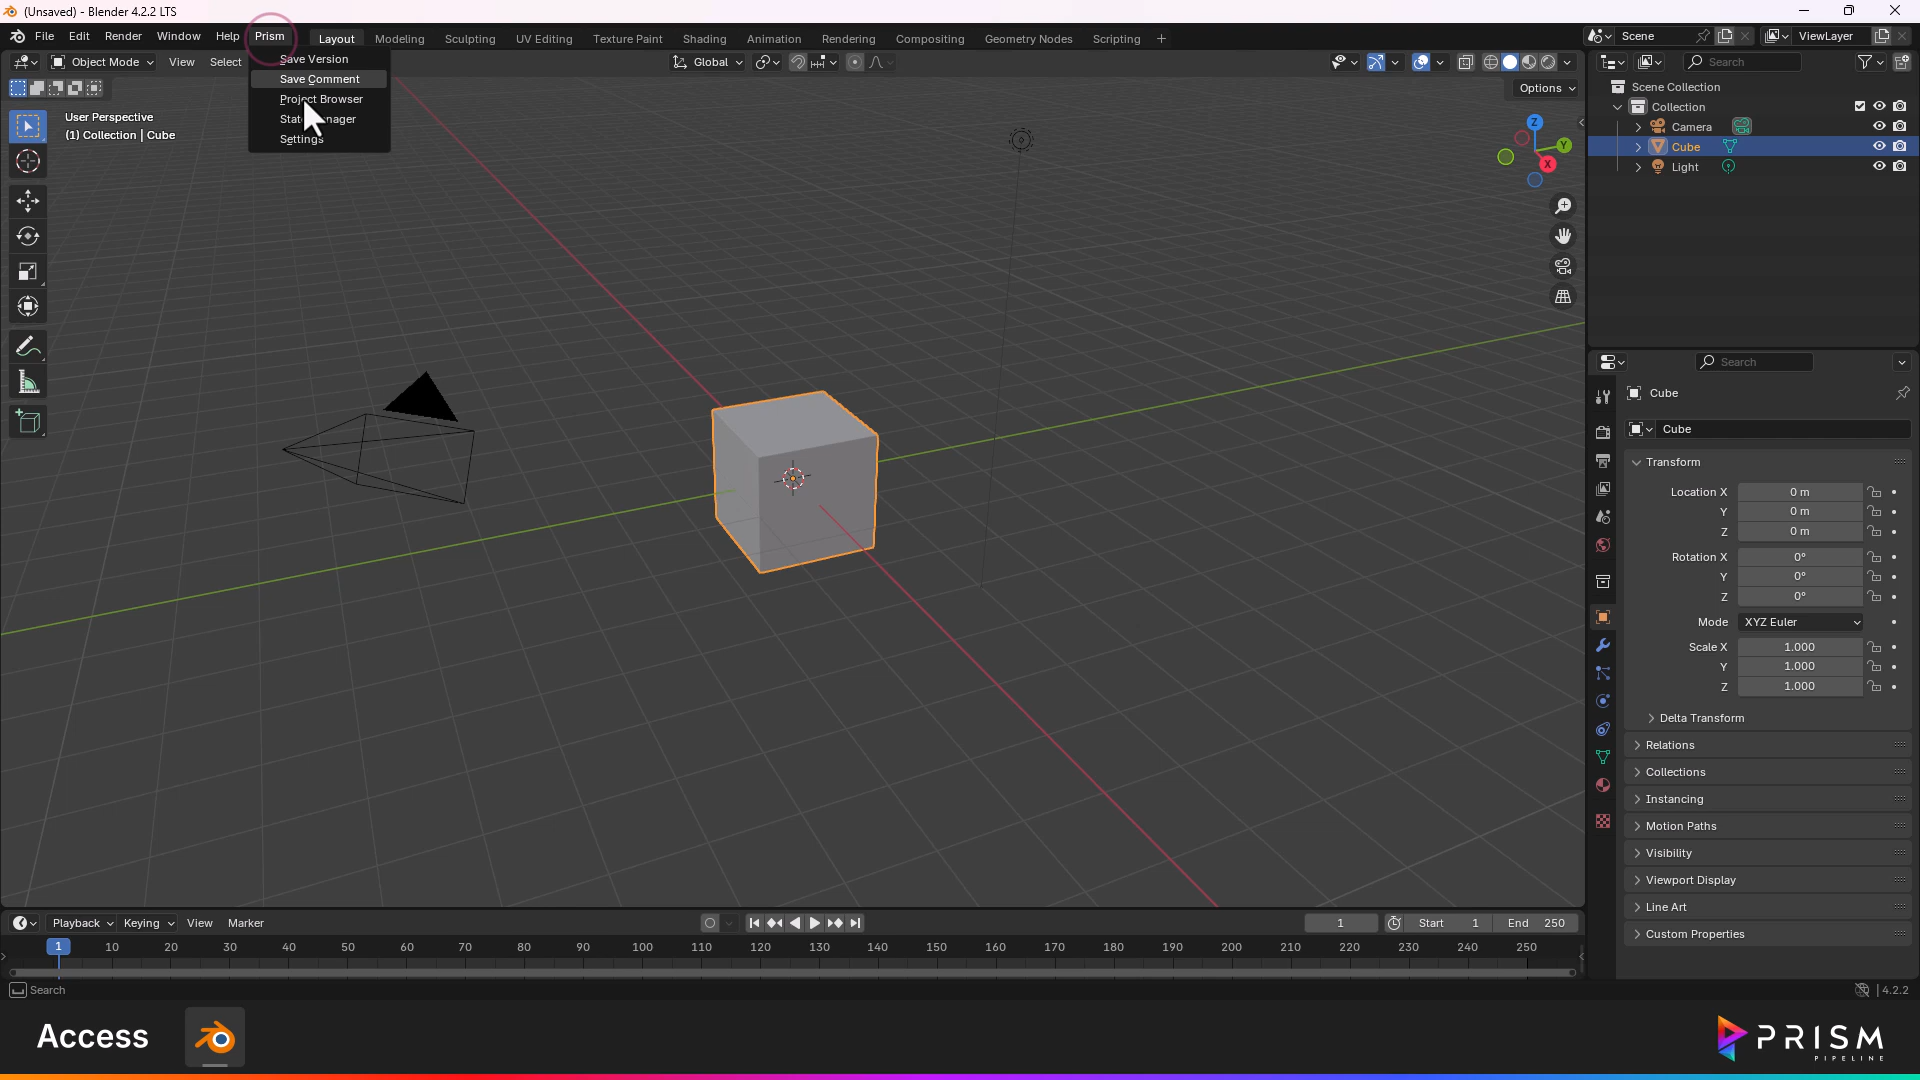 (Unsaved) - Blender 4.2.2 LTS
File Edit Render Window Help Prism Layout Modeling Sculpting UV Editing Texture Paint Shading Animation Rendering Compositing Geometry Nodes Scripting + Scene ViewLayer
Object Mode View Select Global Search
Save Version
Save Comment
Project Browser
Settings
Options
User Perspective
(1) Collection | Cube
Z
Y
X
Scene Collection
Collection
Camera
Cube
Light
Search
Cube
Cube
Transform
Location X 0 m
Y 0 m
Z 0 m
Rotation X 0°
Y 0°
Z 0°
Mode XYZ Euler
Scale X 1.000
Y 1.000
Z 1.000
Delta Transform
Relations
Collections
Instancing
Motion Paths
Visibility
Viewport Display
Line Art
Custom Properties
Playback Keying View Marker 1 Start 1 End 250
1 10 20 30 40 50 60 70 80 90 100 110 120 130 140 150 160 170 180 190 200 210 220 230 240 250
Search 4.2.2
Access
PRISM
PIPELINE